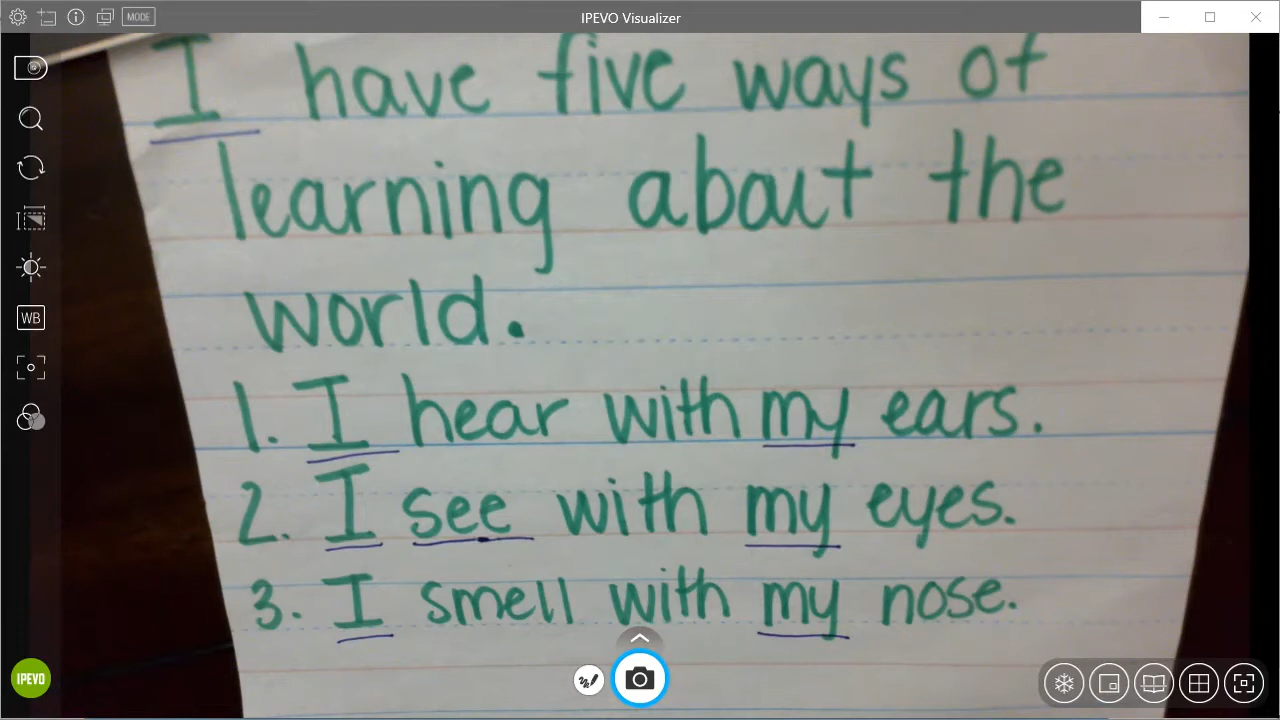 IPEVO Visualizer
MODE
I have five ways of
learning about the
world.
1. I hear with my ears.
WB
2. I see with my eyes.
3. I smell with my nose.
IPEVO